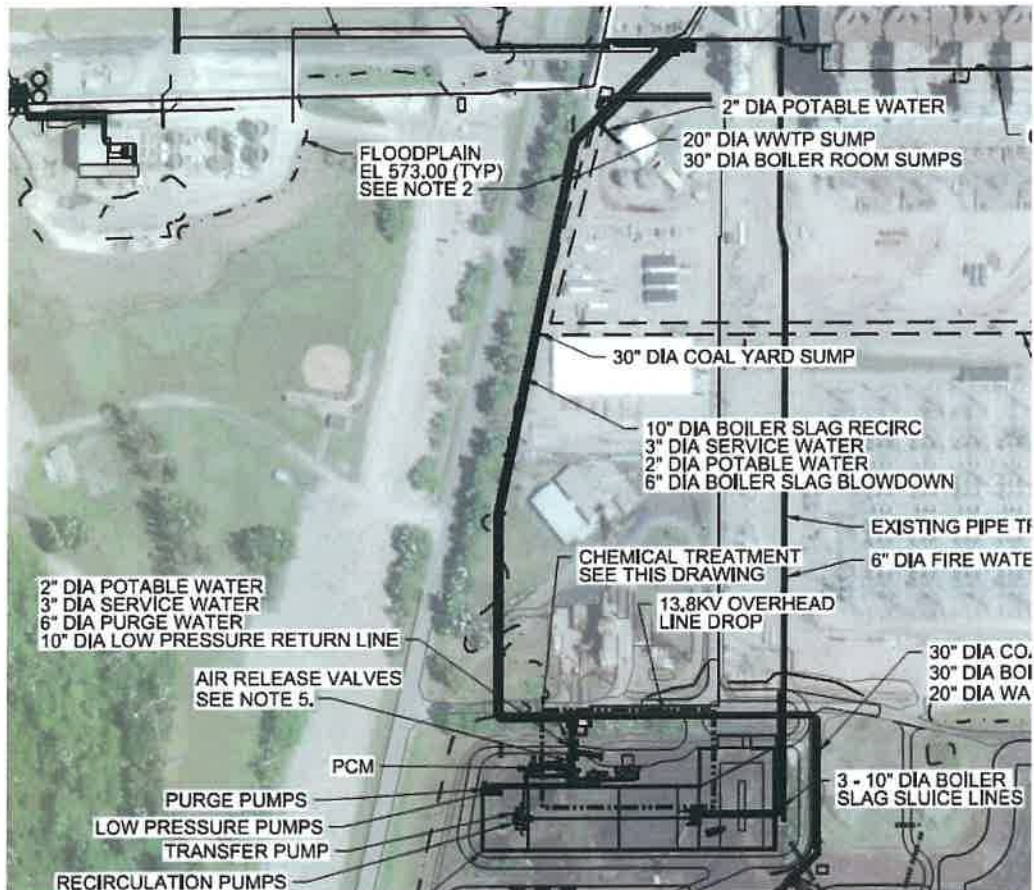 2" DIA POTABLE WATER
20" DIA WWTP SUMP
30" DIA BOILER ROOM SUMPS
FLOODPLAIN
EL 573.00 (TYP)
SEE NOTE 2
30" DIA COAL YARD SUMP
10" DIA BOILER SLAG RECIRC
3" DIA SERVICE WATER
2" DIA POTABLE WATER
6" DIA BOILER SLAG BLOWDOWN
EXISTING PIPE
6" DIA FIRE
CHEMICAL TREATMENT
SEE THIS DRAWING
13.8KV OVERHEAD
LINE DROP
2" DIA POTABLE WATER
3" DIA SERVICE WATER
6" DIA PURGE WATER
10" DIA LOW PRESSURE RETURN LINE
AIR RELEASE VALVES
SEE NOTE 5.
30" DIA
30" DIA
20" DIA
PCM
PURGE PUMPS
LOW PRESSURE PUMPS
TRANSFER PUMP
RECIRCULATION PUMPS
3 - 10" DIA BOILER
SLAG SLUICE LINES